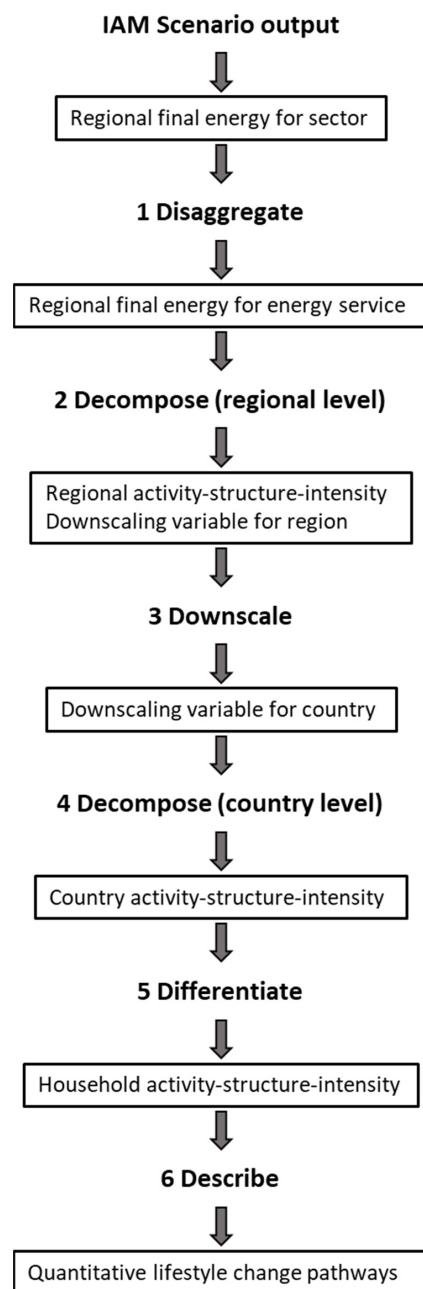 IAM Scenario output
Regional final energy for sector
1 Disaggregate
Regional final energy for energy service
2 Decompose (regional level)
Regional activity-structure-intensity
Downscaling variable for region
3 Downscale
Downscaling variable for country
4 Decompose (country level)
Country activity-structure-intensity
5 Differentiate
Household activity-structure-intensity
6 Describe
Quantitative lifestyle change pathways